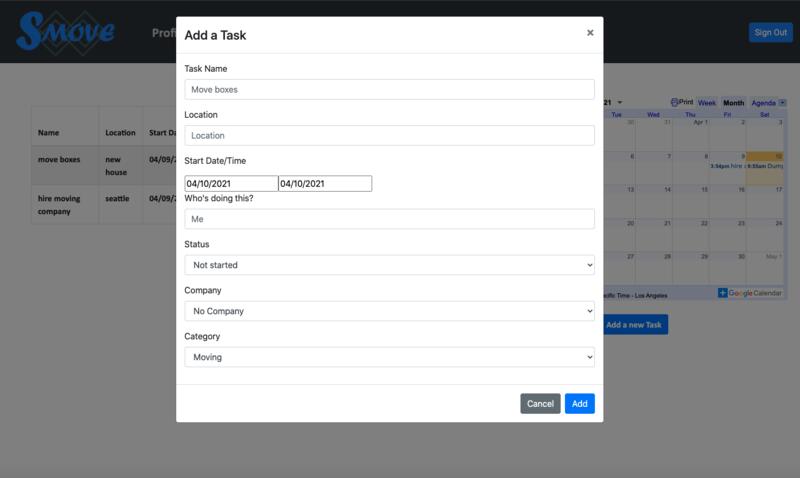 SMOVE
Profi
Sign Out
Add a Task
×
Task Name
Move boxes
Location
Location
Start Date/Time
04/10/2021 04/10/2021
Who's doing this?
Me
Status
Not started
Company
No Company
Category
Moving
Cancel Add
Name Location Start Da
move boxes new house 04/09/2
hire moving company seattle 04/09/
21 Print Week Month Agenda
Tue Wed Thu Fri Sat
30 31 Apr 1 2 3
6 7 8 9 10
3:54pm hire 9:55am Dump
13 14 15 16 17
20 21 22 23 24
27 28 29 30 May 1
acific Time - Los Angeles
Google Calendar
Add a new Task